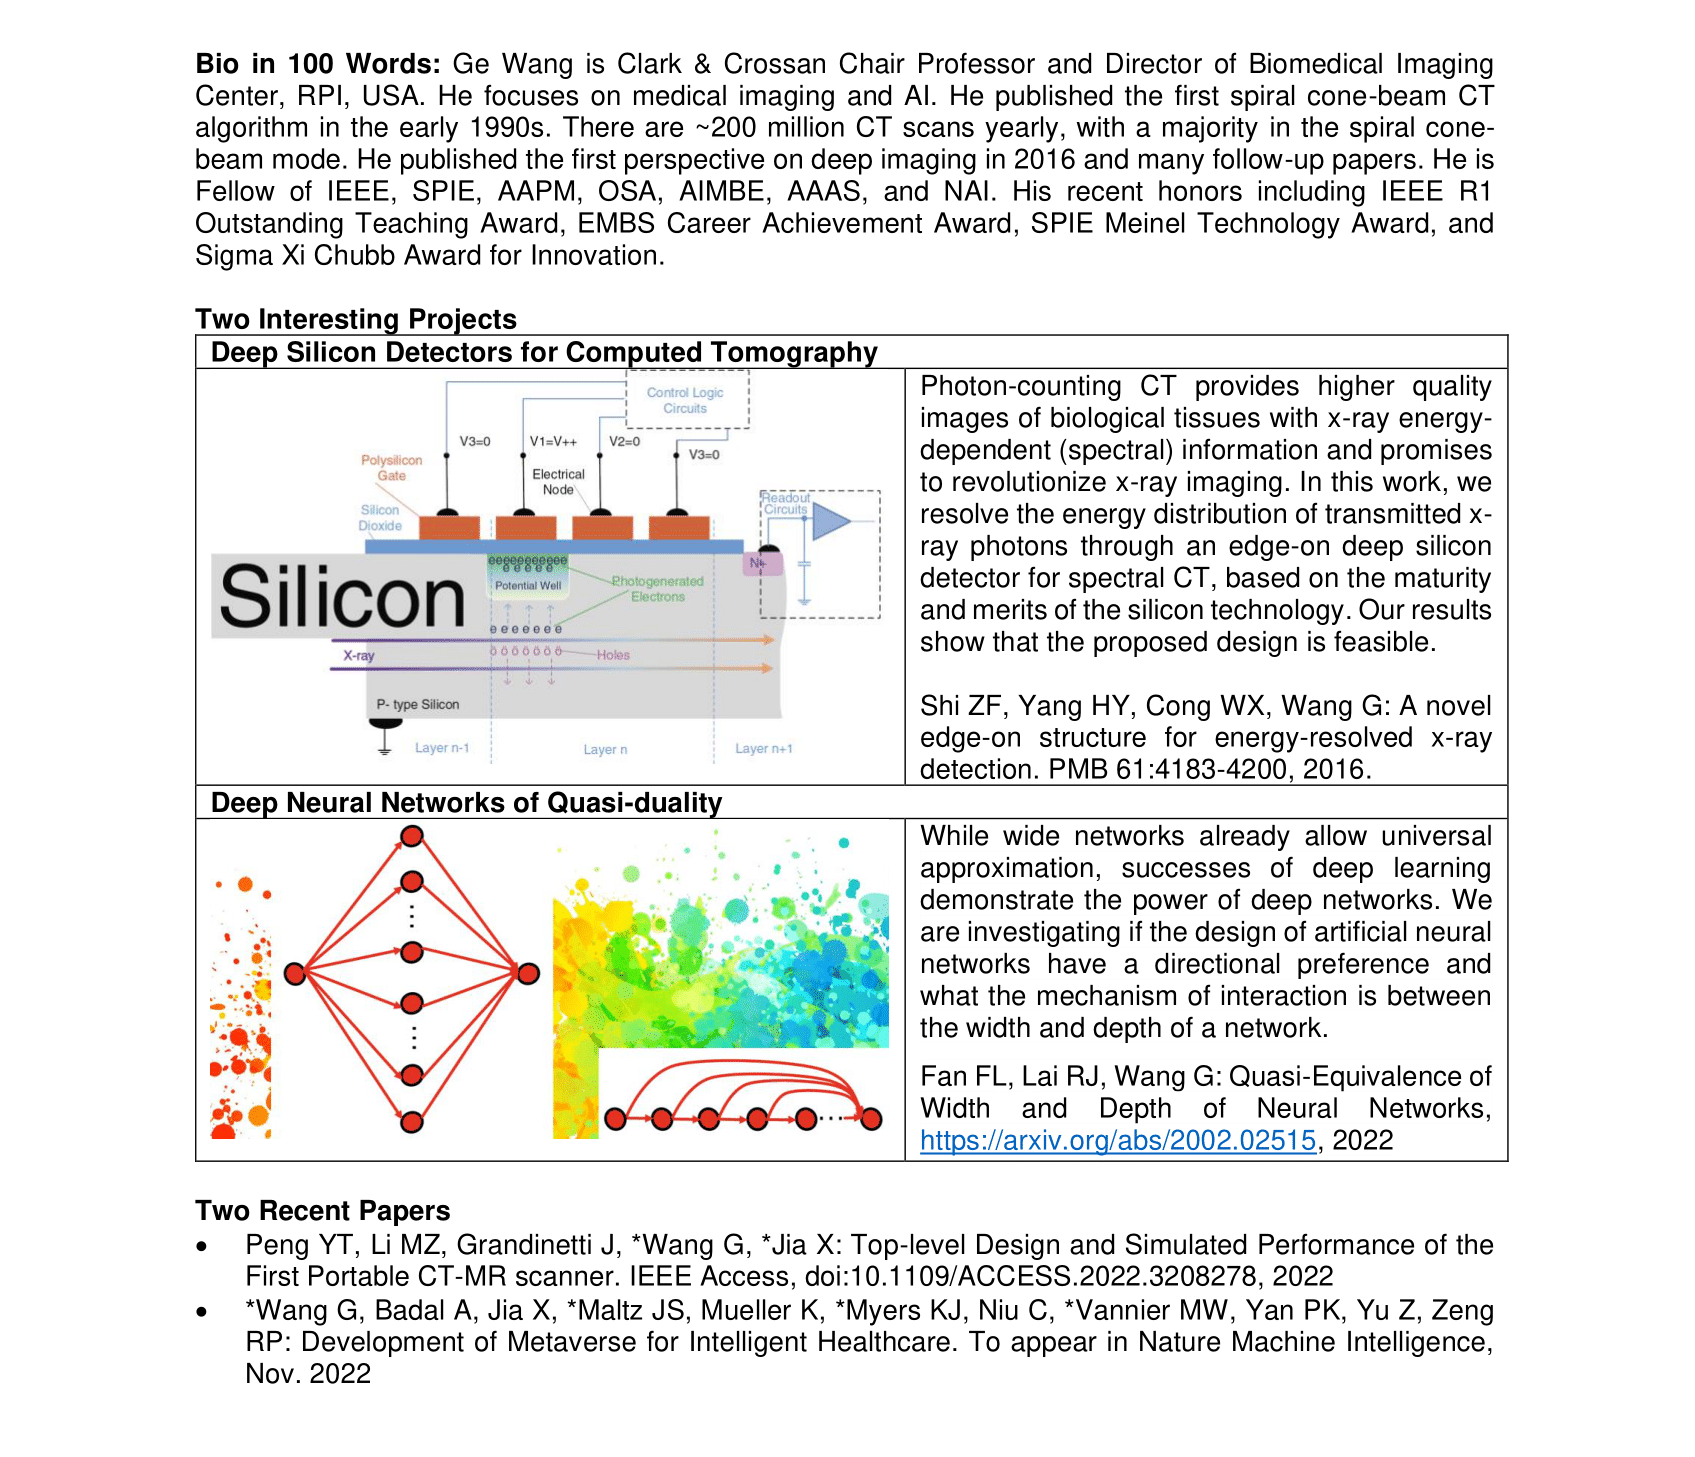 Bio in 100 Words: Ge Wang is Clark & Crossan Chair Professor and Director of Biomedical Imaging
Center, RPI, USA. He focuses on medical imaging and AI. He published the first spiral cone-beam CT
algorithm in the early 1990s. There are ~200 million CT scans yearly, with a majority in the spiral cone-
beam mode. He published the first perspective on deep imaging in 2016 and many follow-up papers. He is
Fellow of IEEE, SPIE, AAPM, OSA, AIMBE, AAAS, and NAI. His recent honors including IEEE R1
Outstanding Teaching Award, EMBS Career Achievement Award, SPIE Meinel Technology Award, and
Sigma Xi Chubb Award for Innovation.
Two Interesting Projects
Deep Silicon Detectors for Computed Tomography
Control Logic
Circuits
V3=0
V1=V++
V2=0
V3=0
Polysilicon
Gate
Electrical
Node
Silicon
Dioxide
Readout
Circuits
eeeeeeeeeee
e e e e e
Potential Well
N+
Silicon
Photogenerated
Electrons
e e e e e e e
X-ray
ö ö ö ö ö ö ö
Holes
P- type Silicon
Layer n-1
Layer n
Layer n+1
Photon-counting CT provides higher quality
images of biological tissues with x-ray energy-
dependent (spectral) information and promises
to revolutionize x-ray imaging. In this work, we
resolve the energy distribution of transmitted x-
ray photons through an edge-on deep silicon
detector for spectral CT, based on the maturity
and merits of the silicon technology. Our results
show that the proposed design is feasible.
Shi ZF, Yang HY, Cong WX, Wang G: A novel
edge-on structure for energy-resolved x-ray
detection. PMB 61:4183-4200, 2016.
Deep Neural Networks of Quasi-duality
While wide networks already allow universal
approximation, successes of deep learning
demonstrate the power of deep networks. We
are investigating if the design of artificial neural
networks have a directional preference and
what the mechanism of interaction is between
the width and depth of a network.
Fan FL, Lai RJ, Wang G: Quasi-Equivalence of
Width and Depth of Neural Networks,
https://arxiv.org/abs/2002.02515, 2022
Two Recent Papers
• Peng YT, Li MZ, Grandinetti J, *Wang G, *Jia X: Top-level Design and Simulated Performance of the
First Portable CT-MR scanner. IEEE Access, doi:10.1109/ACCESS.2022.3208278, 2022
• *Wang G, Badal A, Jia X, *Maltz JS, Mueller K, *Myers KJ, Niu C, *Vannier MW, Yan PK, Yu Z, Zeng
RP: Development of Metaverse for Intelligent Healthcare. To appear in Nature Machine Intelligence,
Nov. 2022